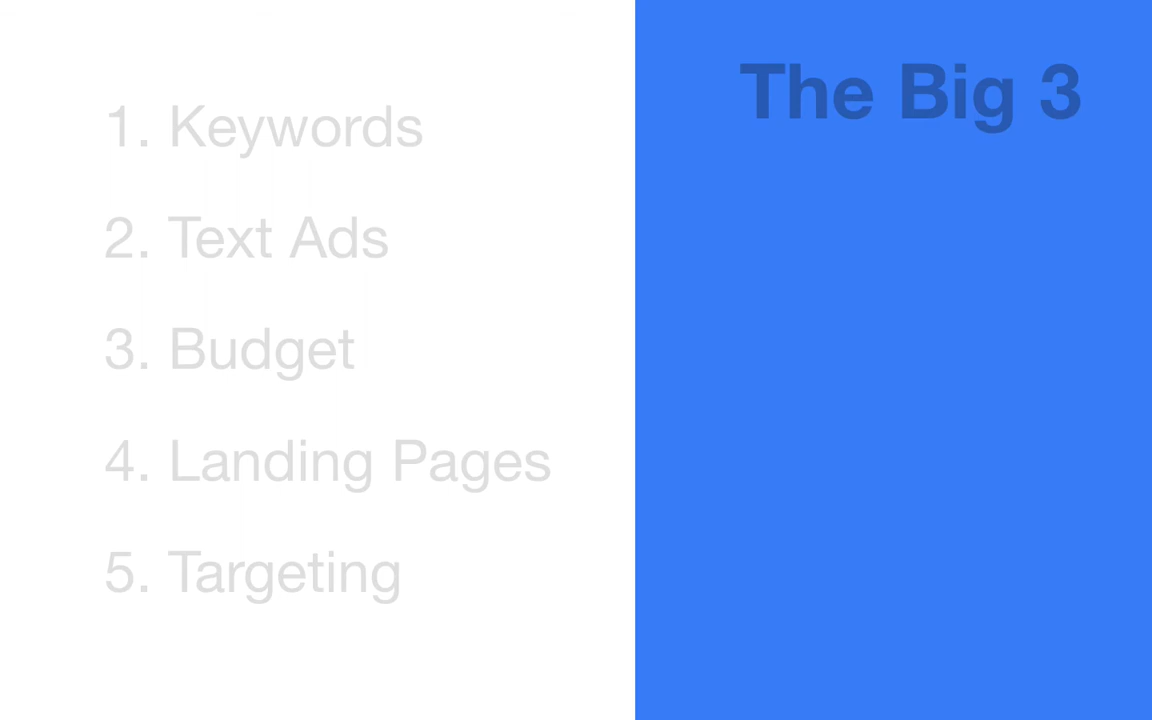 1. Keywords
2. Text Ads
3. Budget
4. Landing Pages
5. Targeting
The Big 3